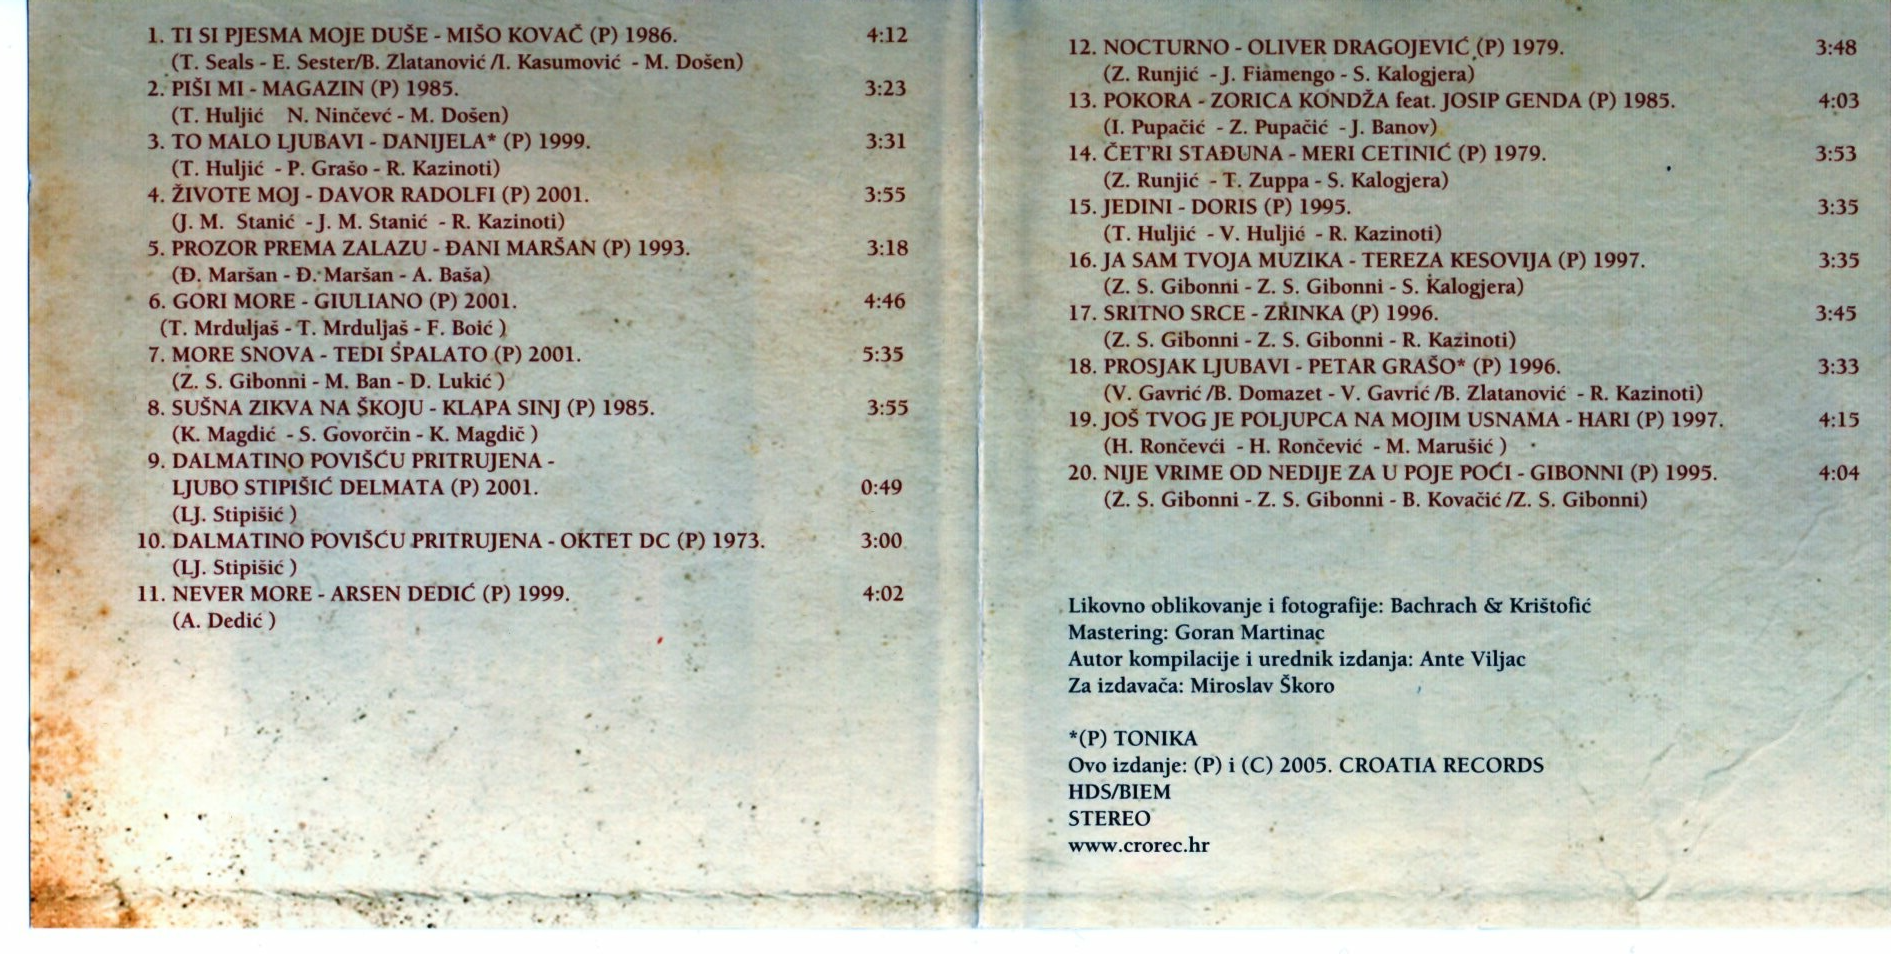 1. TI SI PJESMA MOJE DUŠE - MIŠO KOVAČ (P) 1986. 4:12
(T. Seals - E. Sester/B. Zlatanović /I. Kasumović - M. Došen)
2. PIŠI MI - MAGAZIN (P) 1985. 3:23
(T. Huljić N. Ninčevć - M. Došen)
3. TO MALO LJUBAVI - DANIJELA* (P) 1999. 3:31
(T. Huljić - P. Grašo - R. Kazinoti)
4. ŽIVOTE MOJ - DAVOR RADOLFI (P) 2001. 3:55
(J. M. Stanić - J. M. Stanić - R. Kazinoti)
5. PROZOR PREMA ZALAZU - ĐANI MARŠAN (P) 1993. 3:18
(Đ. Maršan - Đ. Maršan - A. Baša)
6. GORI MORE - GIULIANO (P) 2001. 4:46
(T. Mrduljaš - T. Mrduljaš - F. Boić )
7. MORE SNOVA - TEDI SPALATO (P) 2001. 5:35
(Z. S. Gibonni - M. Ban - D. Lukić )
8. SUŠNA ZIKVA NA ŠKOJU - KLAPA SINJ (P) 1985. 3:55
(K. Magdić - S. Govorčin - K. Magdič )
9. DALMATINO POVIŠĆU PRITRUJENA -
LJUBO STIPIŠIĆ DELMATA (P) 2001. 0:49
(LJ. Stipišić )
10. DALMATINO POVIŠĆU PRITRUJENA - OKTET DC (P) 1973. 3:00
(LJ. Stipišić )
11. NEVER MORE - ARSEN DEDIĆ (P) 1999. 4:02
(A. Dedić )
12. NOCTURNO - OLIVER DRAGOJEVIĆ (P) 1979. 3:48
(Z. Runjić - J. Fiamengo - S. Kalogjera)
13. POKORA - ZORICA KONDŽA feat. JOSIP GENDA (P) 1985. 4:03
(I. Pupačić - Z. Pupačić - J. Banov)
14. ČET'RI STAĐUNA - MERI CETINIĆ (P) 1979. 3:53
(Z. Runjić - T. Zuppa - S. Kalogjera)
15. JEDINI - DORIS (P) 1995. 3:35
(T. Huljić - V. Huljić - R. Kazinoti)
16. JA SAM TVOJA MUZIKA - TEREZA KESOVIJA (P) 1997. 3:35
(Z. S. Gibonni - Z. S. Gibonni - S. Kalogjera)
17. SRITNO SRCE - ZRINKA (P) 1996. 3:45
(Z. S. Gibonni - Z. S. Gibonni - R. Kazinoti)
18. PROSJAK LJUBAVI - PETAR GRAŠO* (P) 1996. 3:33
(V. Gavrić /B. Domazet - V. Gavrić /B. Zlatanović - R. Kazinoti)
19. JOŠ TVOG JE POLJUPCA NA MOJIM USNAMA - HARI (P) 1997. 4:15
(H. Rončevći - H. Rončević - M. Marušić )
20. NIJE VRIME OD NEDIJE ZA U POJE POĆI - GIBONNI (P) 1995. 4:04
(Z. S. Gibonni - Z. S. Gibonni - B. Kovačić /Z. S. Gibonni)
Likovno oblikovanje i fotografije: Bachrach & Krištofić
Mastering: Goran Martinac
Autor kompilacije i urednik izdanja: Ante Viljac
Za izdavača: Miroslav Škoro
*(P) TONIKA
Ovo izdanje: (P) i (C) 2005. CROATIA RECORDS
HDS/BIEM
STEREO
www.crorec.hr